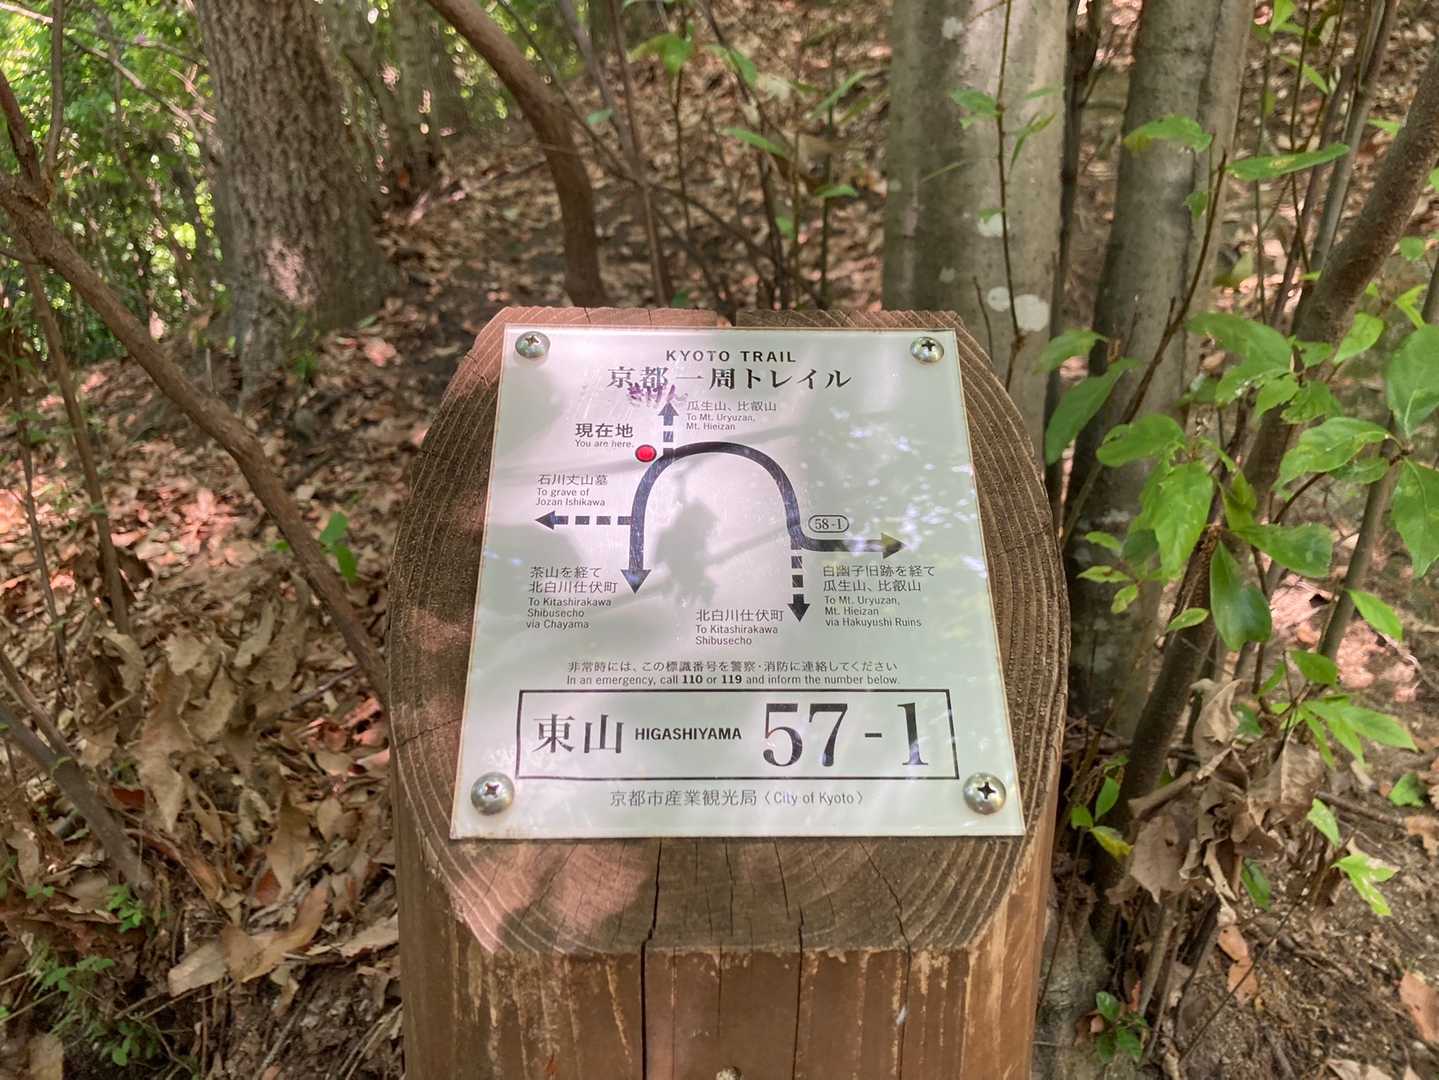 KYOTO TRAIL
京都一周トレイル
きけん
瓜生山、比叡山
To Mt. Uryuzan,
Mt. Hieizan
現在地
You are here.
石川丈山墓
To grave of
Jozan Ishikawa
58-1
茶山を経て
北白川仕伏町
To Kitashirakawa
Shibusecho
via Chayama
北白川仕伏町
To Kitashirakawa
Shibusecho
白幽子旧跡を経て
瓜生山、比叡山
To Mt. Uryuzan,
Mt. Hieizan
via Hakuyushi Ruins
非常時には、この標識番号を警察・消防に連絡してください
In an emergency, call 110 or 119 and inform the number below.
東山 HIGASHIYAMA 57-1
京都市産業観光局〈City of Kyoto〉